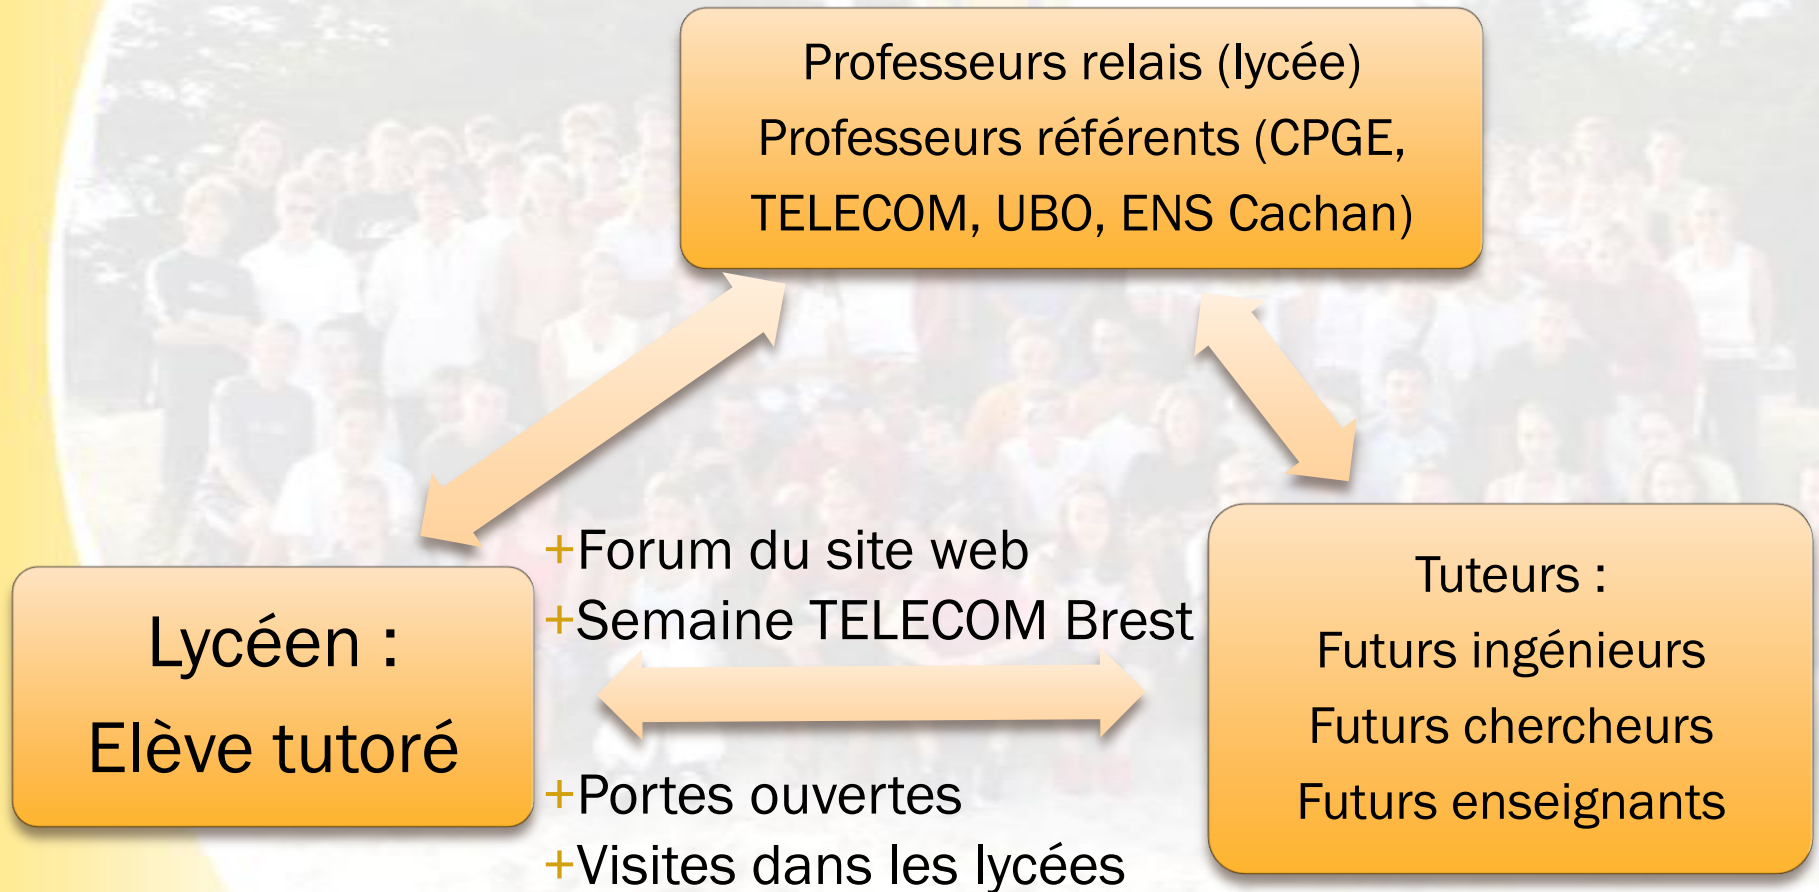 Professeurs relais (lycée)
Professeurs référents (CPGE,
TELECOM, UBO, ENS Cachan)
+Forum du site web
+Semaine TELECOM Brest
Lycéen :
Elève tutoré
+Portes ouvertes
+Visites dans les lycées
Tuteurs :
Futurs ingénieurs
Futurs chercheurs
Futurs enseignants